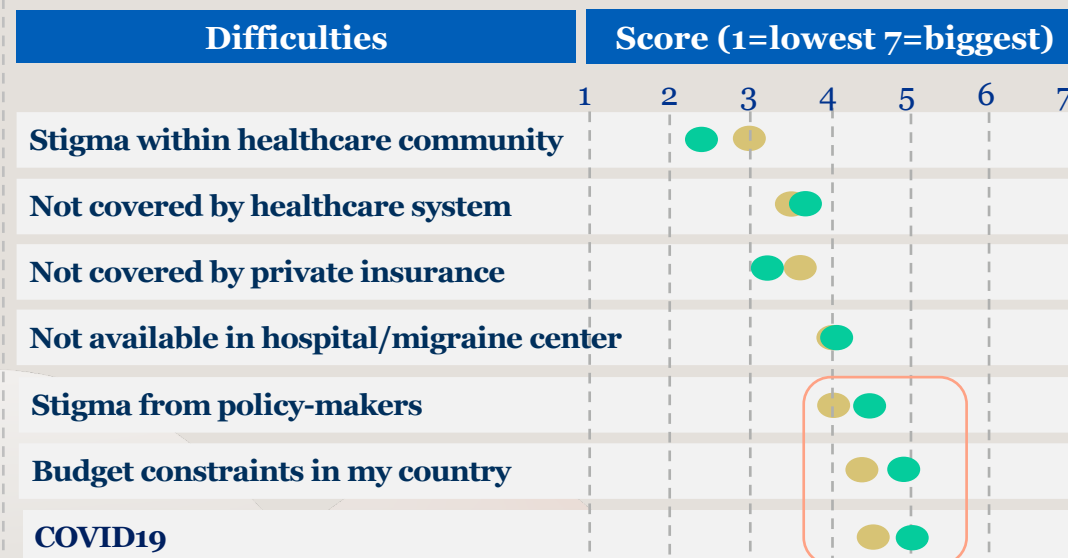 Difficulties
Score (1=lowest 7=biggest)
1 2 3 4 5 6 7
Stigma within healthcare community
Not covered by healthcare system
Not covered by private insurance
Not available in hospital/migraine center
Stigma from policy-makers
Budget constraints in my country
COVID19